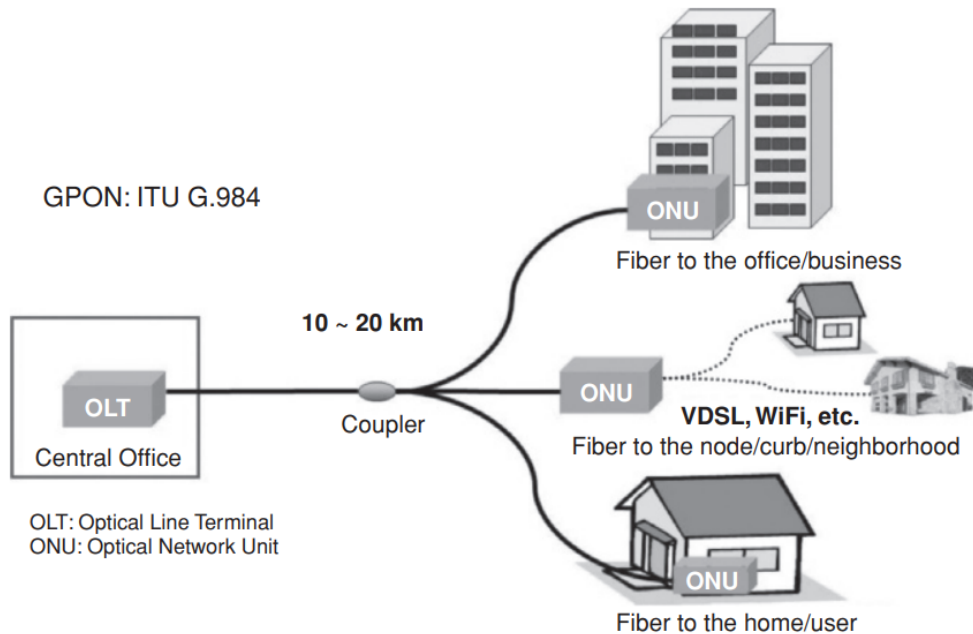 GPON: ITU G.984
ONU
Fiber to the office/business
10 ~ 20 km
OLT
Central Office
Coupler
ONU
VDSL, WiFi, etc.
Fiber to the node/curb/neighborhood
OLT: Optical Line Terminal
ONU: Optical Network Unit
ONU
Fiber to the home/user